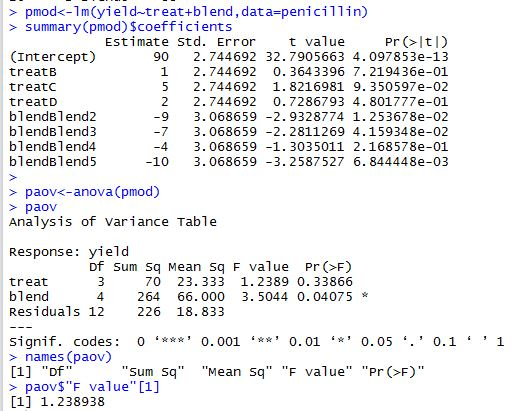 > pmod<-lm(yield~treat+blend,data=penicillin)
> summary(pmod)$coefficients
            Estimate Std. Error    t value     Pr(>|t|)
(Intercept)       90   2.744692 32.7905663 4.097853e-13
treatB             1   2.744692  0.3643396 7.219436e-01
treatC             5   2.744692  1.8216981 9.350597e-02
treatD             2   2.744692  0.7286793 4.801777e-01
blendBlend2       -9   3.068659 -2.9328774 1.253678e-02
blendBlend3       -7   3.068659 -2.2811269 4.159348e-02
blendBlend4       -4   3.068659 -1.3035011 2.168578e-01
blendBlend5      -10   3.068659 -3.2587527 6.844448e-03
>
> paov<-anova(pmod)
> paov
Analysis of Variance Table

Response: yield
          Df Sum Sq Mean Sq F value  Pr(>F)
treat      3     70  23.333  1.2389 0.33866
blend      4    264  66.000  3.5044 0.04075 *
Residuals 12    226  18.833
---
Signif. codes:  0 ‘***’ 0.001 ‘**’ 0.01 ‘*’ 0.05 ‘.’ 0.1 ‘ ’ 1
> names(paov)
[1] "Df"      "Sum Sq"  "Mean Sq" "F value" "Pr(>F)"
> paov$"F value"[1]
[1] 1.238938